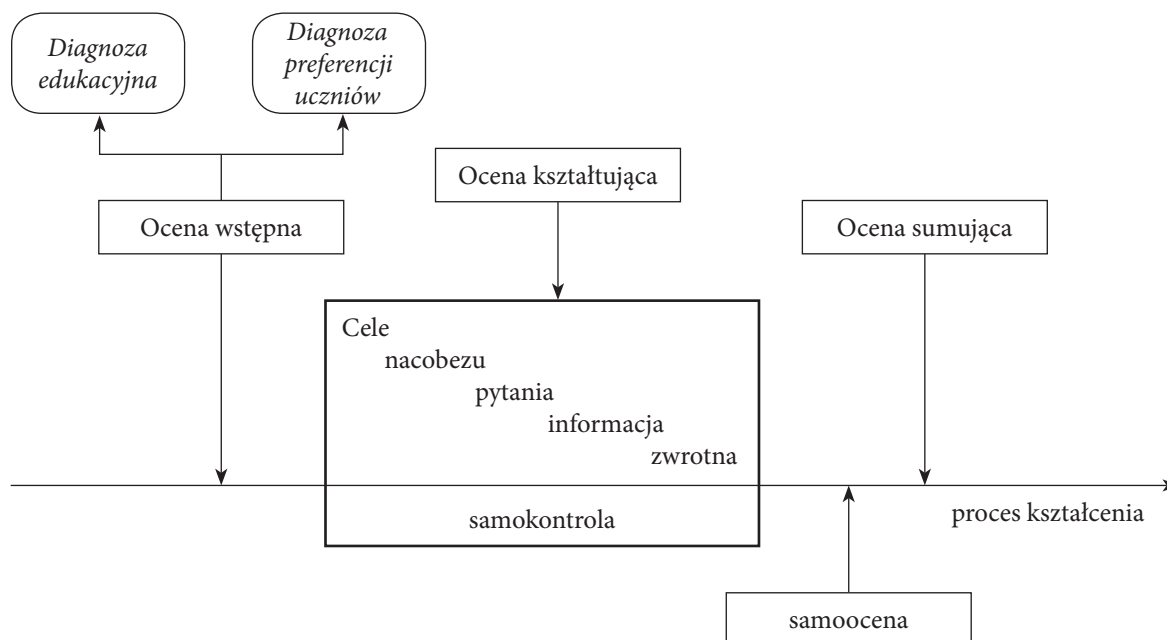 Diagnoza
edukacyjna
Diagnoza
preferencji
uczniów
Ocena kształtująca
Ocena wstępna
Ocena sumująca
Cele
nacobezu
pytania
informacja
zwrotna
samokontrola
proces kształcenia
samoocena